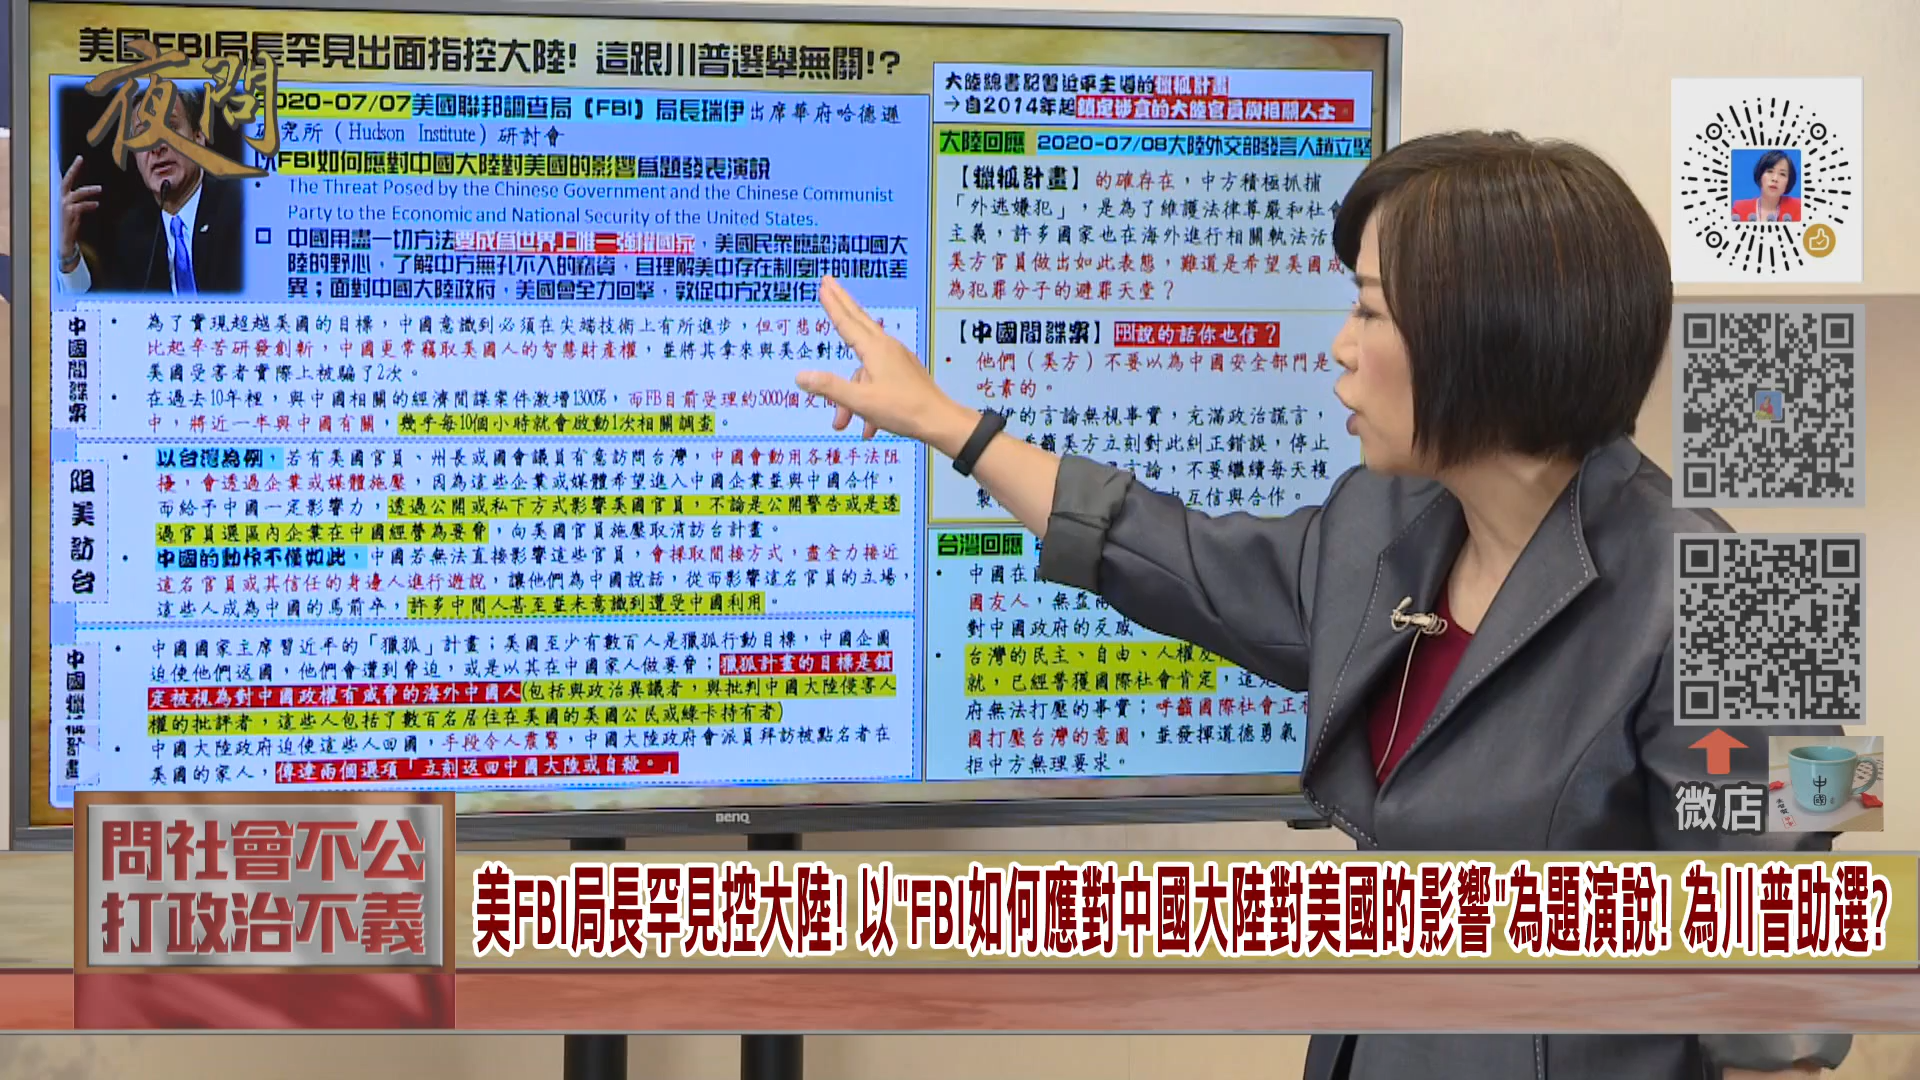 美國FBI局長罕見出面指控大陸! 這跟川普選舉無關!?
夜問
2020-07/07美國聯邦調查局(FBI)局長瑞伊出席華府哈德遜
研究所(Hudson Institute)研討會
以FBI如何應對中國大陸對美國的影響為題發表演說
The Threat Posed by the Chinese Government and the Chinese Communist
Party to the Economic and National Security of the United States.
中國用盡一切方法要成為世界上唯一強權國家,美國民眾應認清中國大
陸的野心,了解中方無孔不入的
且理解美中存在制度性的根本差
異;面對中國大陸政府,美國會全力回擊,敦促中方改變作
中國間諜案
為了實現超越美國的目標,中國意識到必須在尖端技術上有所進步,但可悲的
比起辛苦研發創新,中國更常竊取美國人的智慧財產權,並將其拿來與美企對抗
美國受害者實際上被騙了2次。
在過去10年裡,與中國相關的經濟間諜案件激增1300%,而FBI目前受理約5000個反間
中,將近一半與中國有關,幾乎每10個小時就會啟動1次相關調查。
阻美訪台
以台灣為例,若有美國官員、州長或國會議員有意訪問台灣,中國會動用各種手法阻
擾,會透過企業或媒體施壓,因為這些企業或媒體希望進入中國企業並與中國合作,
而給予中國一定影響力,透過公開或私下方式影響美國官員,不論是公開警告或是透
過官員選區內企業在中國經營為要脅,向美國官員施壓取消訪台計畫。
中國的動作不僅如此,中國若無法直接影響這些官員,會採取間接方式,盡全力接近
這名官員或其信任的身邊人進行遊說,讓他們為中國說話,從而影響這名官員的立場,
這些人成為中國的馬前卒,許多中間人甚至並未意識到遭受中國利用。
中國獵狐計畫
中國國家主席習近平的「獵狐」計畫;美國至少有數百人是獵狐行動目標,中國企圖
迫使他們返國,他們會遭到脅迫,或是以其在中國家人做要脅;獵狐計畫的目標是鎖
定被視為對中國政權有威脅的海外中國人(包括與政治異議者,與批判中國大陸侵害人
權的批評者,這些人包括了數百名居住在美國的美國公民或綠卡持有者)
中國大陸政府迫使這些人回國,手段令人震驚,中國大陸政府會派員拜訪被點名者在
美國的家人,傳達兩個選項「立刻返回中國大陸或自殺。」
大陸總書記習近平主導的獵狐計畫
→自2014年起鎖定涉貪的大陸官員與相關人士。
大陸回應 2020-07/08大陸外交部發言人趙立堅
【獵狐計畫】的確存在,中方積極抓捕
「外逃嫌犯」,是為了維護法律尊嚴和社會
主義,許多國家也在海外進行相關執法活
美方官員做出如此表態,難道是希望美國成
為犯罪分子的避罪天堂?
【中國間諜案】FBI說的話你也信?
他們(美方)不要以為中國安全部門是
吃素的。
伊的言論無視事實,充滿政治謊言,
籲美方立刻對此糾正錯誤,停止
言論,不要繼續每天複
互信與合作。
台灣回應
中國在
國友人,無益兩
對中國政府的反感
台灣的民主、自由、人權及
就,已經普獲國際社會肯定,這是
府無法打壓的事實;呼籲國際社會正
國打壓台灣的意圖,並發揮道德勇氣
拒中方無理要求。
BenQ
微店
中國
問社會不公
打政治不義
美FBI局長罕見控大陸! 以"FBI如何應對中國大陸對美國的影響"為題演說! 為川普助選?